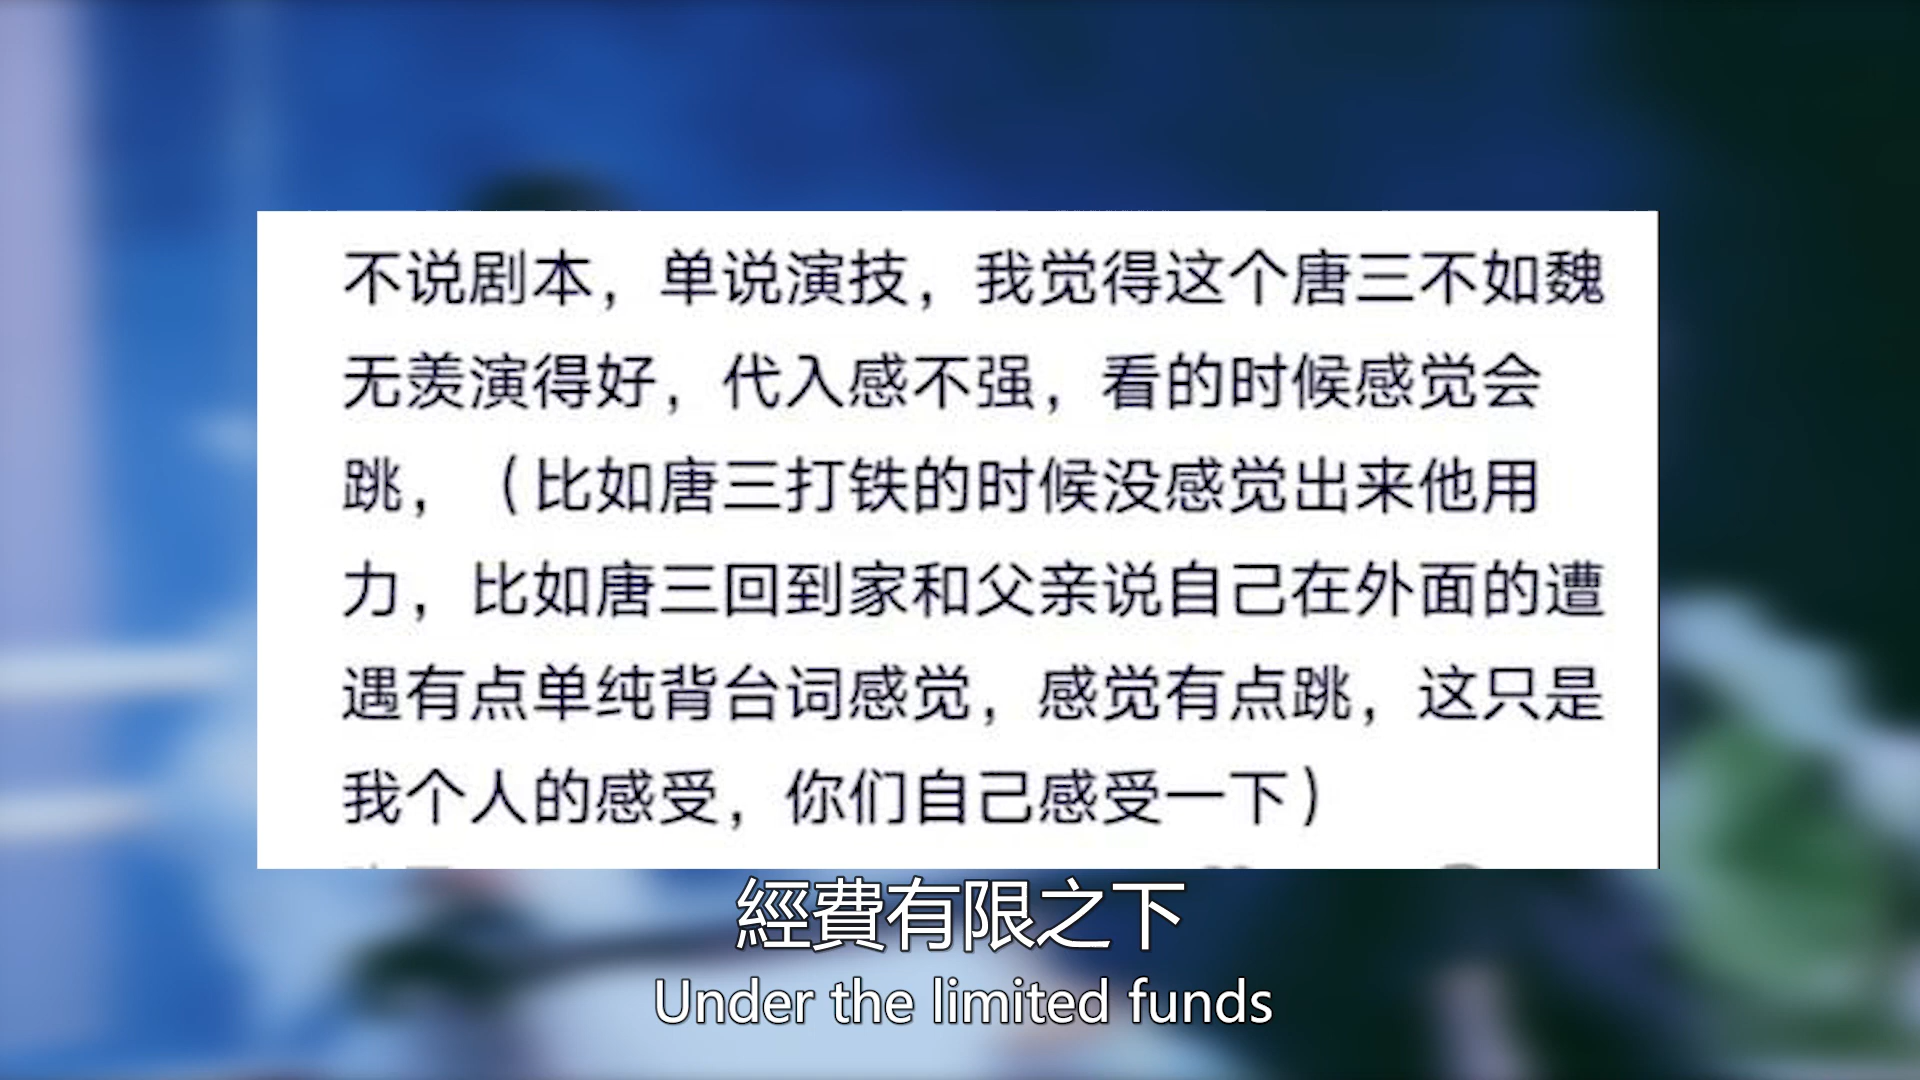 不说剧本，单说演技，我觉得这个唐三不如魏
无羡演得好，代入感不强，看的时候感觉会
跳，（比如唐三打铁的时候没感觉出来他用
力，比如唐三回到家和父亲说自己在外面的遭
遇有点单纯背台词感觉，感觉有点跳，这只是
我个人的感受，你们自己感受一下）
經費有限之下
Under the limited funds